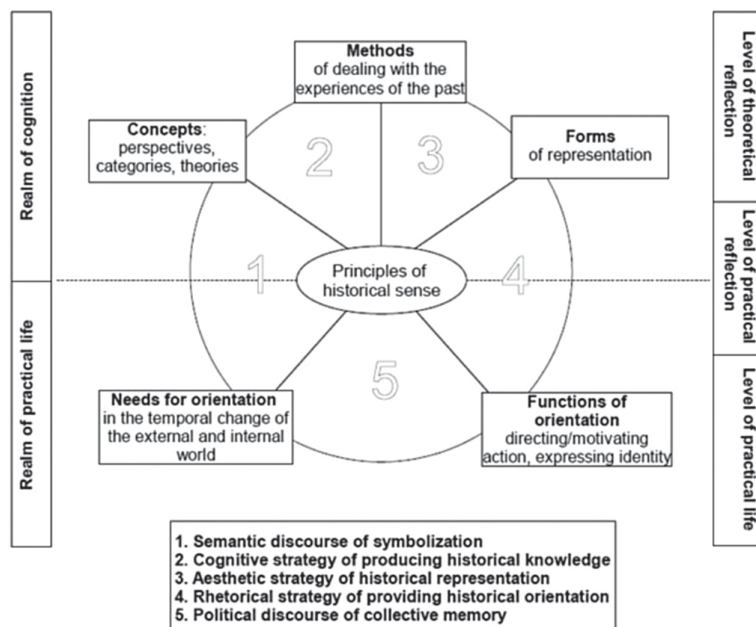 Realm of cognition
Realm of practical life
Methods
of dealing with the
experiences of the past
Concepts:
perspectives,
categories, theories
Forms
of representation
2
3
1
4
5
Principles of
historical sense
Needs for orientation
in the temporal change of
the external and internal
world
Functions of
orientation
directing/motivating
action, expressing identity
Level of theoretical
reflection
Level of practical
reflection
Level of practical life
1. Semantic discourse of symbolization
2. Cognitive strategy of producing historical knowledge
3. Aesthetic strategy of historical representation
4. Rhetorical strategy of providing historical orientation
5. Political discourse of collective memory